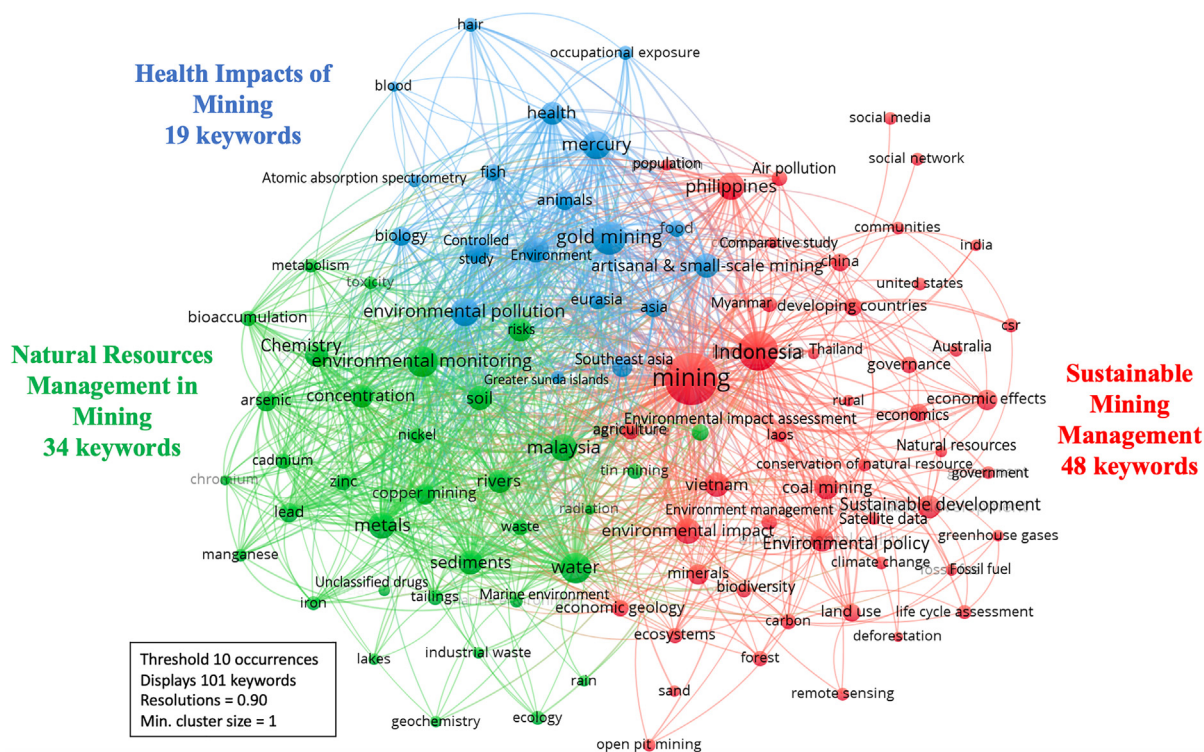 hair
occupational exposure
Health Impacts of
Mining
19 keywords
blood
health
social media
mercury
social network
population
Air pollution
Atomic absorption spectrometry
fish
philippines
animals
communities
biology
Controlled
study
gold mining
food
Comparative study
india
Environment
metabolism
artisanal & small-scale mining
china
toxicity
united states
eurasia
asia
Myanmar
developing countries
bioaccumulation
environmental pollution
risks
csr
Natural Resources
Management in
Mining
34 keywords
Chemistry
environmental monitoring
Southeast asia
Indonesia
Thailand
Australia
governance
Greater sunda islands
mining
Sustainable
Mining
Management
48 keywords
arsenic
concentration
soil
rural
economic effects
economics
Environmental impact assessment
agriculture
laos
nickel
malaysia
Natural resources
cadmium
chromium
zinc
tin mining
conservation of natural resource
government
copper mining
rivers
vietnam
coal mining
Sustainable development
lead
metals
waste
radiation
Environment management
Satellite data
environmental impact
greenhouse gases
manganese
sediments
water
Environmental policy
climate change
Fossil fuel
Unclassified drugs
minerals
biodiversity
iron
tailings
Marine environment
economic geology
land use
life cycle assessment
carbon
ecosystems
deforestation
Threshold 10 occurrences
Displays 101 keywords
Resolutions = 0.90
Min. cluster size = 1
lakes
industrial waste
forest
rain
sand
remote sensing
geochemistry
ecology
open pit mining